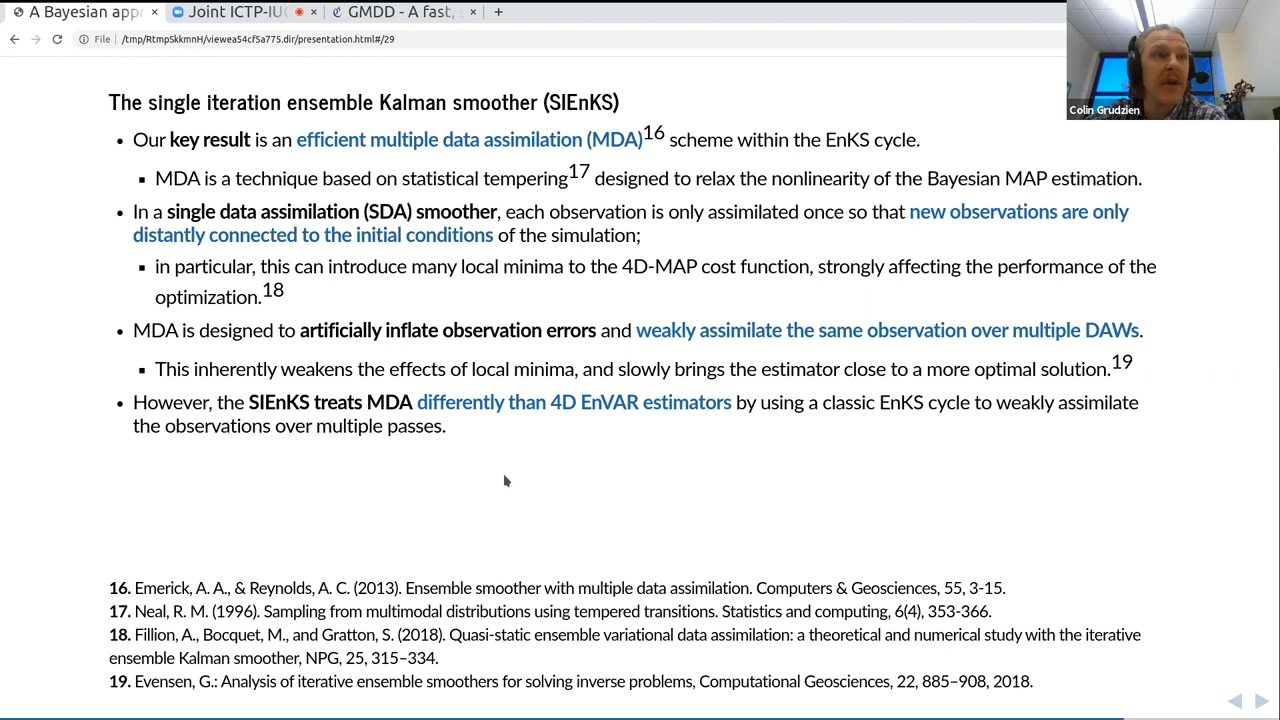 A Bayesian app
Joint ICTP-IU
GMDD - A fast,
File
/tmp/RtmpSkkmnH/viewea54cf5a775.dir/presentation.html#/29
Colin Grudzien
The single iteration ensemble Kalman smoother (SIEnKS)
• Our key result is an efficient multiple data assimilation (MDA)16 scheme within the EnKS cycle.
▪ MDA is a technique based on statistical tempering17 designed to relax the nonlinearity of the Bayesian MAP estimation.
• In a single data assimilation (SDA) smoother, each observation is only assimilated once so that new observations are only
distantly connected to the initial conditions of the simulation;
▪ in particular, this can introduce many local minima to the 4D-MAP cost function, strongly affecting the performance of the
optimization.18
• MDA is designed to artificially inflate observation errors and weakly assimilate the same observation over multiple DAWs.
▪ This inherently weakens the effects of local minima, and slowly brings the estimator close to a more optimal solution.19
• However, the SIEnKS treats MDA differently than 4D EnVAR estimators by using a classic EnKS cycle to weakly assimilate
the observations over multiple passes.
16. Emerick, A. A., & Reynolds, A. C. (2013). Ensemble smoother with multiple data assimilation. Computers & Geosciences, 55, 3-15.
17. Neal, R. M. (1996). Sampling from multimodal distributions using tempered transitions. Statistics and computing, 6(4), 353-366.
18. Fillion, A., Bocquet, M., and Gratton, S. (2018). Quasi-static ensemble variational data assimilation: a theoretical and numerical study with the iterative
ensemble Kalman smoother, NPG, 25, 315–334.
19. Evensen, G.: Analysis of iterative ensemble smoothers for solving inverse problems, Computational Geosciences, 22, 885–908, 2018.